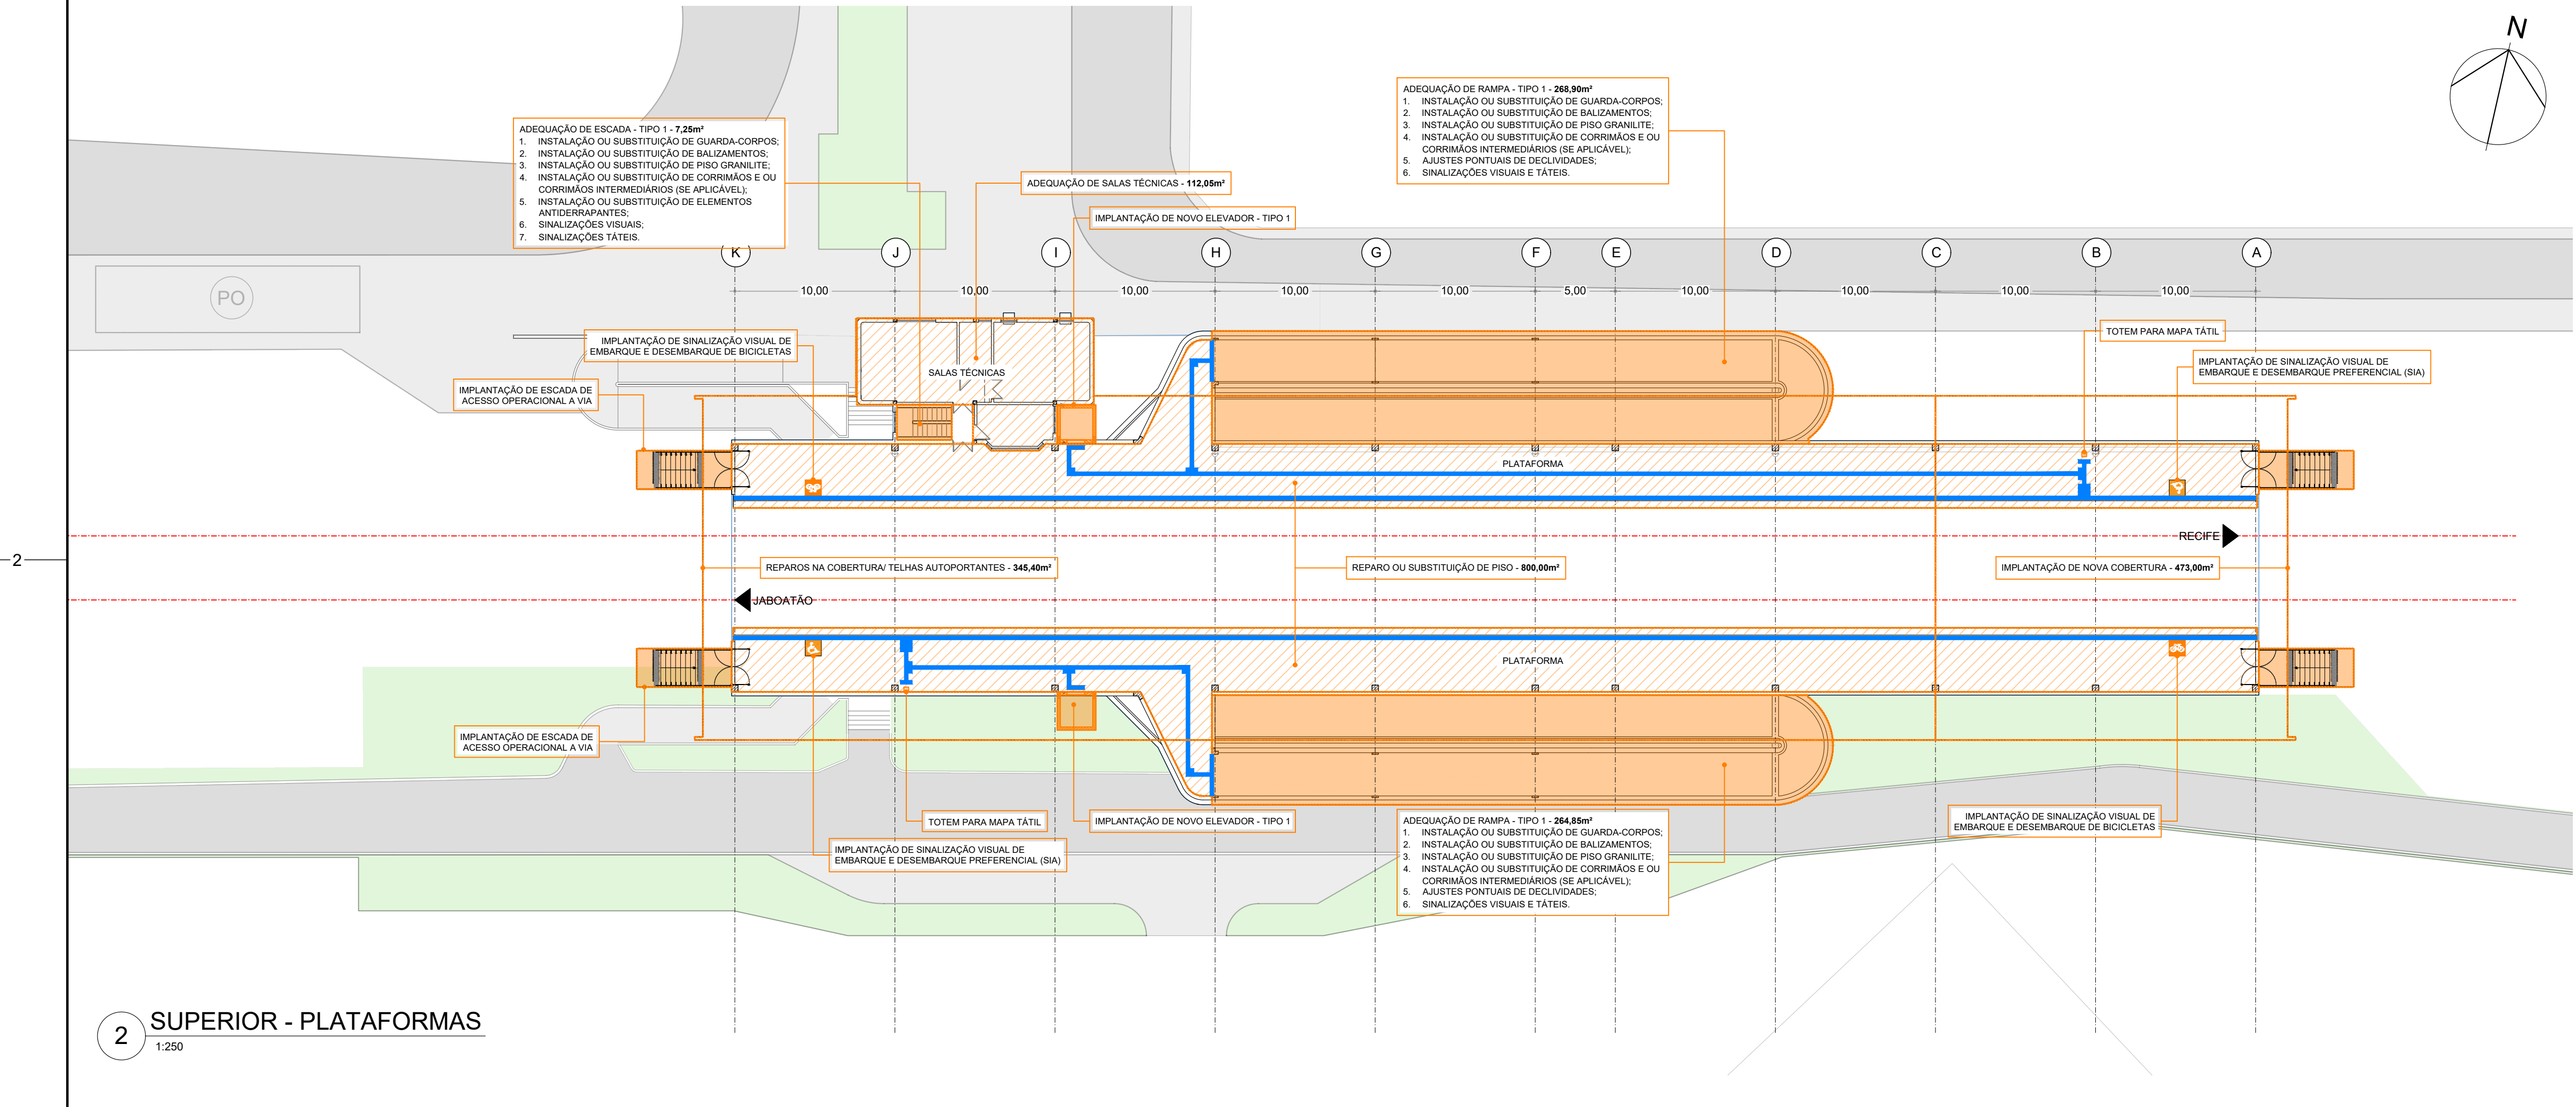 N
ADEQUAÇÃO DE RAMPA - TIPO 1 - 268,90m²
1. INSTALAÇÃO OU SUBSTITUIÇÃO DE GUARDA-CORPOS;
2. INSTALAÇÃO OU SUBSTITUIÇÃO DE BALIZAMENTOS;
3. INSTALAÇÃO OU SUBSTITUIÇÃO DE PISO GRANILITE;
4. INSTALAÇÃO OU SUBSTITUIÇÃO DE CORRIMÃOS E OU
CORRIMÃOS INTERMEDIÁRIOS (SE APLICÁVEL);
5. AJUSTES PONTUAIS DE DECLIVIDADES;
6. SINALIZAÇÕES VISUAIS E TÁTEIS.
ADEQUAÇÃO DE ESCADA - TIPO 1 - 7,25m²
1. INSTALAÇÃO OU SUBSTITUIÇÃO DE GUARDA-CORPOS;
2. INSTALAÇÃO OU SUBSTITUIÇÃO DE BALIZAMENTOS;
3. INSTALAÇÃO OU SUBSTITUIÇÃO DE PISO GRANILITE;
4. INSTALAÇÃO OU SUBSTITUIÇÃO DE CORRIMÃOS E OU
CORRIMÃOS INTERMEDIÁRIOS (SE APLICÁVEL);
5. INSTALAÇÃO OU SUBSTITUIÇÃO DE ELEMENTOS
ANTIDERRAPANTES;
6. SINALIZAÇÕES VISUAIS;
7. SINALIZAÇÕES TÁTEIS.
ADEQUAÇÃO DE SALAS TÉCNICAS - 112,05m²
IMPLANTAÇÃO DE NOVO ELEVADOR - TIPO 1
K J I H G F E D C B A
10,00 10,00 10,00 10,00 10,00 5,00 10,00 10,00 10,00 10,00
PO
IMPLANTAÇÃO DE SINALIZAÇÃO VISUAL DE
EMBARQUE E DESEMBARQUE DE BICICLETAS
TOTEM PARA MAPA TÁTIL
IMPLANTAÇÃO DE SINALIZAÇÃO VISUAL DE
EMBARQUE E DESEMBARQUE PREFERENCIAL (SIA)
SALAS TÉCNICAS
IMPLANTAÇÃO DE ESCADA DE
ACESSO OPERACIONAL A VIA
PLATAFORMA
RECIFE
2
REPAROS NA COBERTURA/ TELHAS AUTOPORTANTES - 345,40m²
REPARO OU SUBSTITUIÇÃO DE PISO - 800,00m²
IMPLANTAÇÃO DE NOVA COBERTURA - 473,00m²
JABOATÃO
PLATAFORMA
IMPLANTAÇÃO DE ESCADA DE
ACESSO OPERACIONAL A VIA
TOTEM PARA MAPA TÁTIL
IMPLANTAÇÃO DE NOVO ELEVADOR - TIPO 1
IMPLANTAÇÃO DE SINALIZAÇÃO VISUAL DE
EMBARQUE E DESEMBARQUE PREFERENCIAL (SIA)
ADEQUAÇÃO DE RAMPA - TIPO 1 - 264,85m²
1. INSTALAÇÃO OU SUBSTITUIÇÃO DE GUARDA-CORPOS;
2. INSTALAÇÃO OU SUBSTITUIÇÃO DE BALIZAMENTOS;
3. INSTALAÇÃO OU SUBSTITUIÇÃO DE PISO GRANILITE;
4. INSTALAÇÃO OU SUBSTITUIÇÃO DE CORRIMÃOS E OU
CORRIMÃOS INTERMEDIÁRIOS (SE APLICÁVEL);
5. AJUSTES PONTUAIS DE DECLIVIDADES;
6. SINALIZAÇÕES VISUAIS E TÁTEIS.
IMPLANTAÇÃO DE SINALIZAÇÃO VISUAL DE
EMBARQUE E DESEMBARQUE DE BICICLETAS
2 SUPERIOR - PLATAFORMAS
1:250